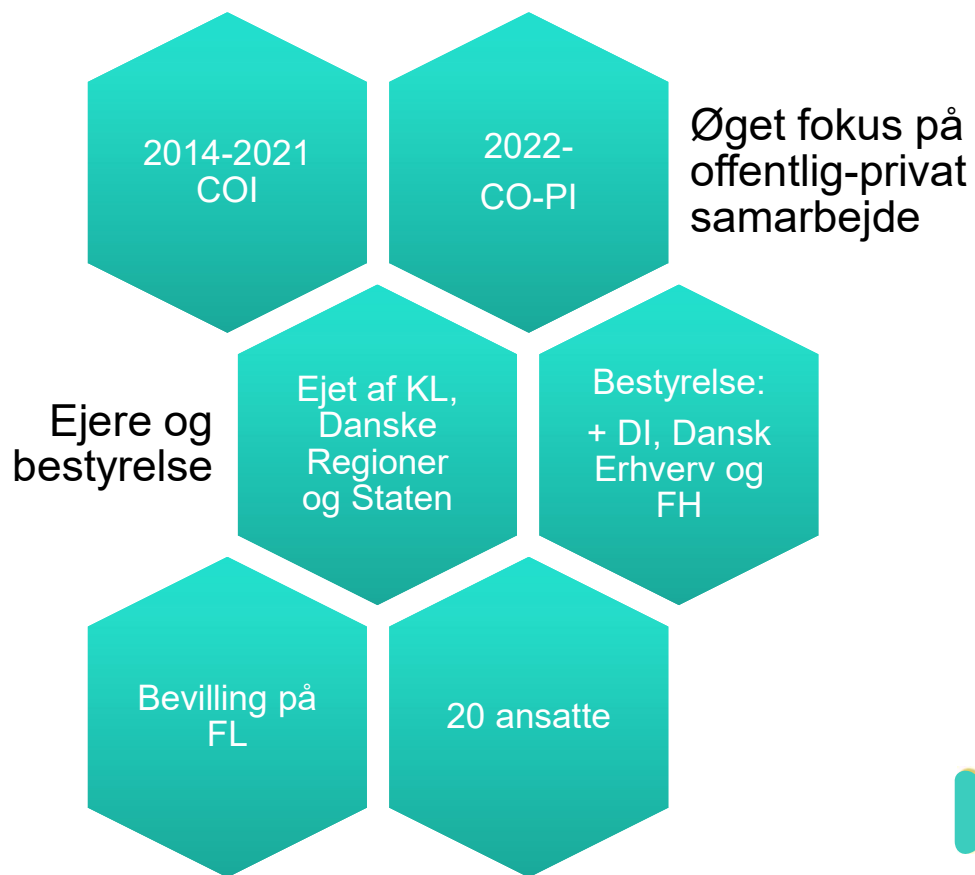 2014-2021
COI
2022-
CO-PI
Øget fokus på
offentlig-privat
samarbejde
Ejere og
bestyrelse
Ejet af KL,
Danske
Regioner
og Staten
Bestyrelse:
+ DI, Dansk
Erhverv og
FH
Bevilling på
FL
20 ansatte